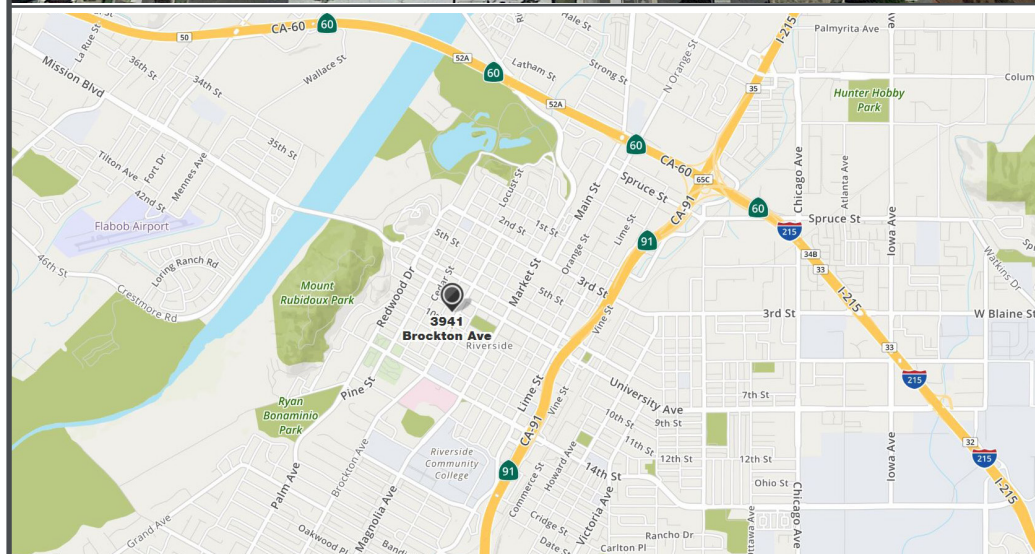 CA-60
60
50
La Rue St
Mission Blvd
36th St
34th St
Wallace St
35th St
Tilton Ave
Fort Dr
42nd St
Mennes Ave
Flabob Airport
46th St
Loring Ranch Rd
Crestmore Rd
52A
60
Latham St
Hale St
Strong St
52A
N Orange St
60
CA-60
65C
60
I-215
35
Palmyrita Ave
Hunter Hobby
Park
Chicago Ave
Atlanta Ave
Iowa Ave
Spruce St
Spruce St
215
34B
33
Watkins Dr
Locust St
Main St
1st St
2nd St
Lime St
CA-91
91
5th St
Cedar St
Orange St
3rd St
Market St
5th St
Redwood Dr
Mount
Rubidoux Park
3941
Brockton Ave
Riverside
Vine St
3rd St
W Blaine St
I-215
33
215
Pine St
Ryan
Bonaminio
Park
Lime St
Vine St
CA-91
University Ave
7th St
9th St
10th St
11th St
12th St
12th St
14th St
Ohio St
32
215
I-215
Iowa Ave
Chicago Ave
Riverside
Community
College
91
Palm Ave
Brockton Ave
Magnolia Ave
Grand Ave
Oakwood Pl
Commerce St
Howard Ave
Victoria Ave
Cridge St
Date St
Carlton Pl
Rancho Dr